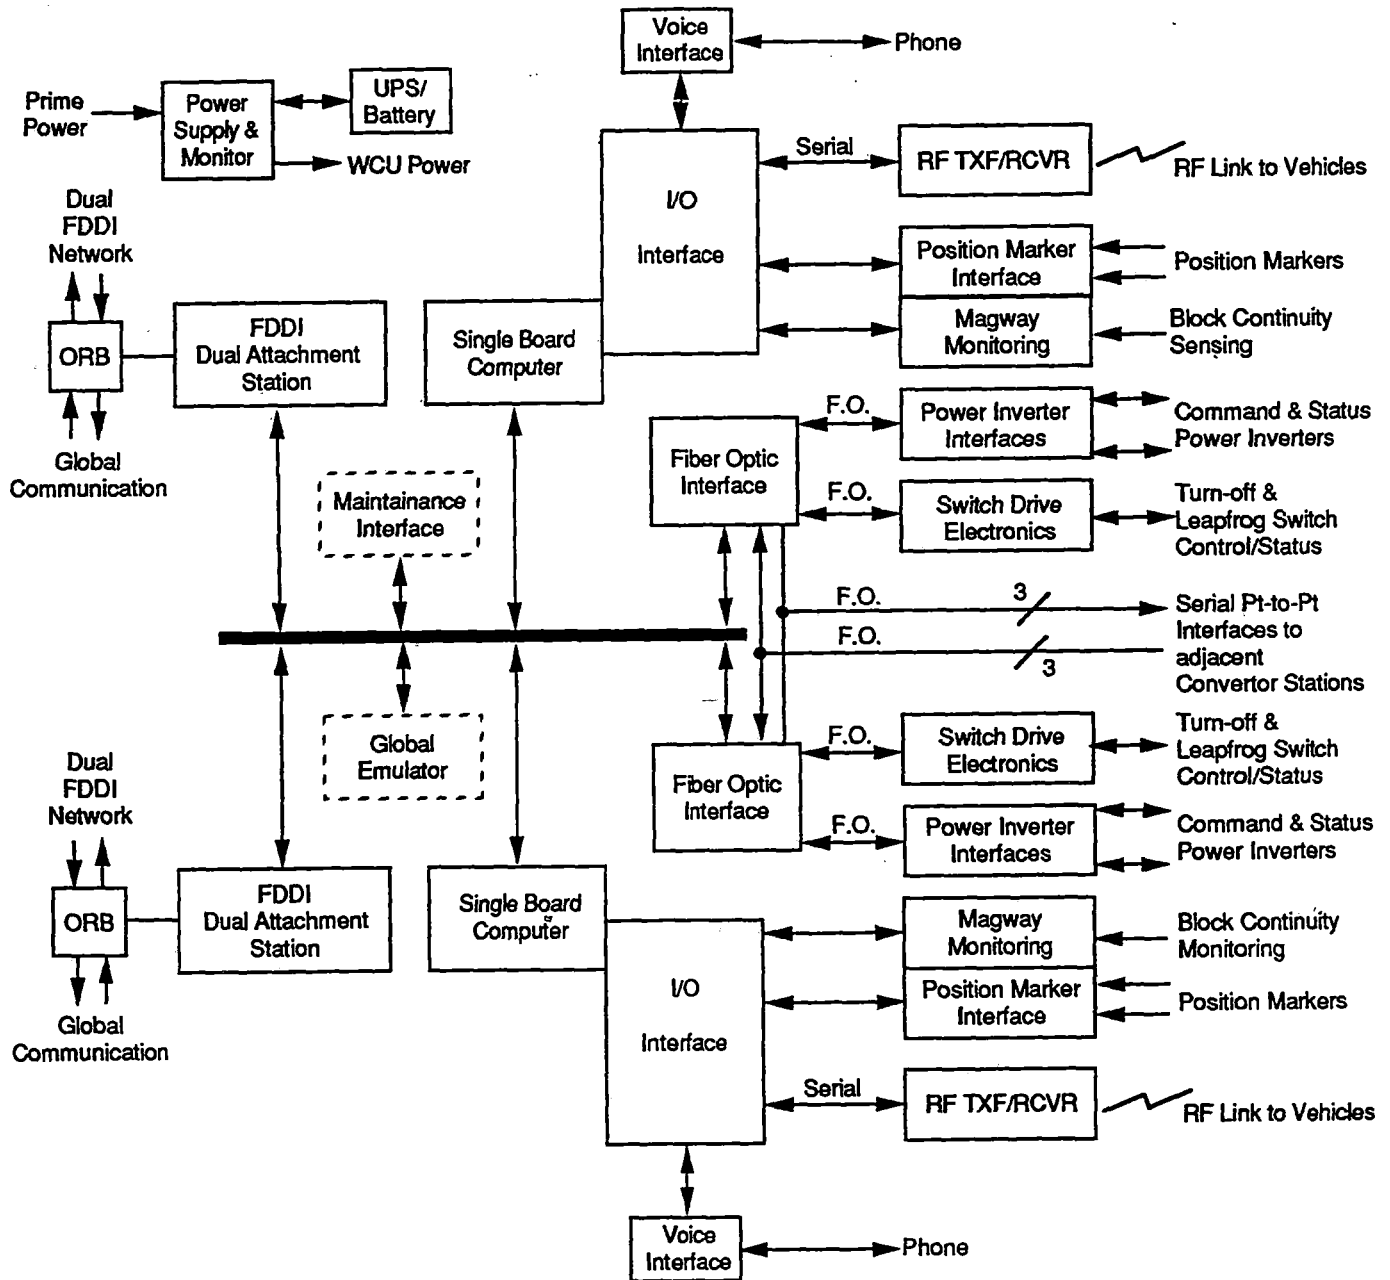 Voice
Interface
Phone
UPS/
Battery
Prime
Power
Power
Supply &
Monitor
WCU Power
Serial
RF TXF/RCVR
RF Link to Vehicles
I/O
Interface
Dual
FDDI
Network
Position Marker
Interface
Position Markers
FDDI
Dual Attachment
Station
ORB
Single Board
Computer
Magway
Monitoring
Block Continuity
Sensing
F.O.
Power Inverter
Interfaces
Command & Status
Power Inverters
Global
Communication
Fiber Optic
Interface
Maintainance
Interface
F.O.
Switch Drive
Electronics
Turn-off &
Leapfrog Switch
Control/Status
F.O.
3
F.O.
3
Serial Pt-to-Pt
Interfaces to
adjacent
Convertor Stations
Global
Emulator
F.O.
Switch Drive
Electronics
Turn-off &
Leapfrog Switch
Control/Status
Dual
FDDI
Network
Fiber Optic
Interface
F.O.
Power Inverter
Interfaces
Command & Status
Power Inverters
FDDI
Dual Attachment
Station
ORB
Single Board
Computer
Magway
Monitoring
Block Continuity
Monitoring
I/O
Interface
Position Marker
Interface
Position Markers
Global
Communication
Serial
RF TXF/RCVR
RF Link to Vehicles
Voice
Interface
Phone